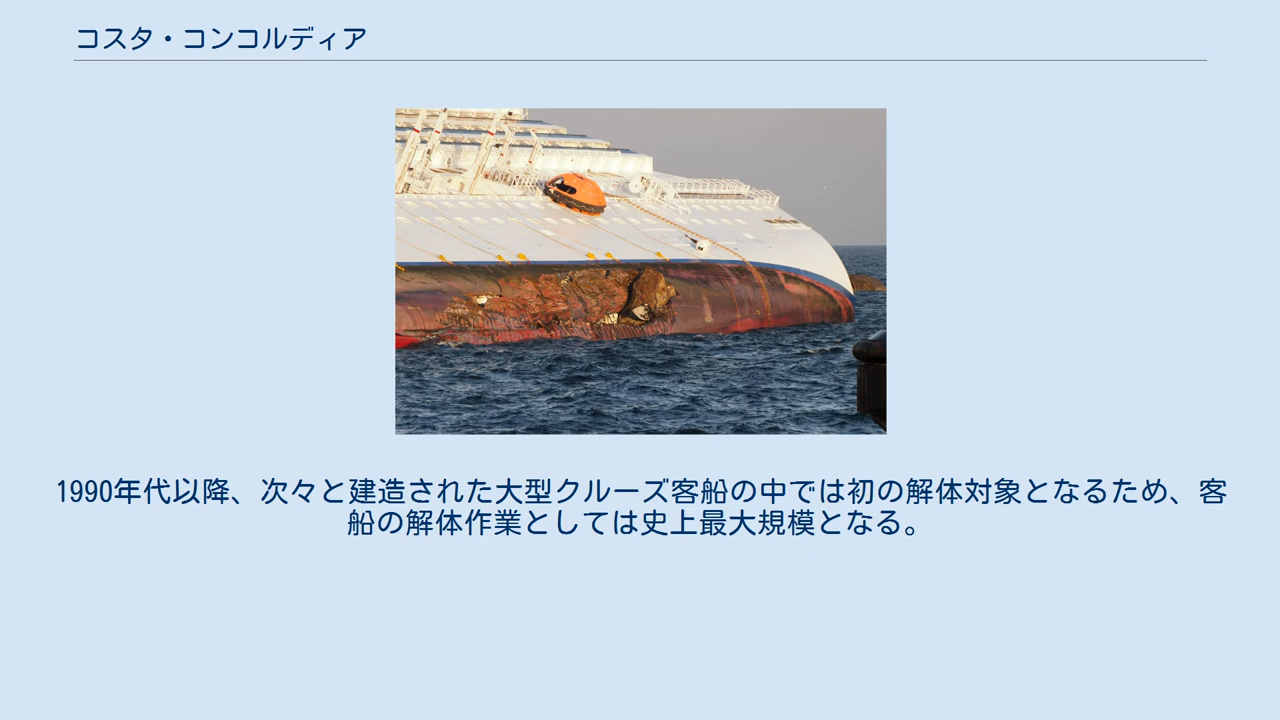 コスタ・コンコルディア
1990年代以降、次々と建造された大型クルーズ客船の中では初の解体対象となるため、客
船の解体作業としては史上最大規模となる。